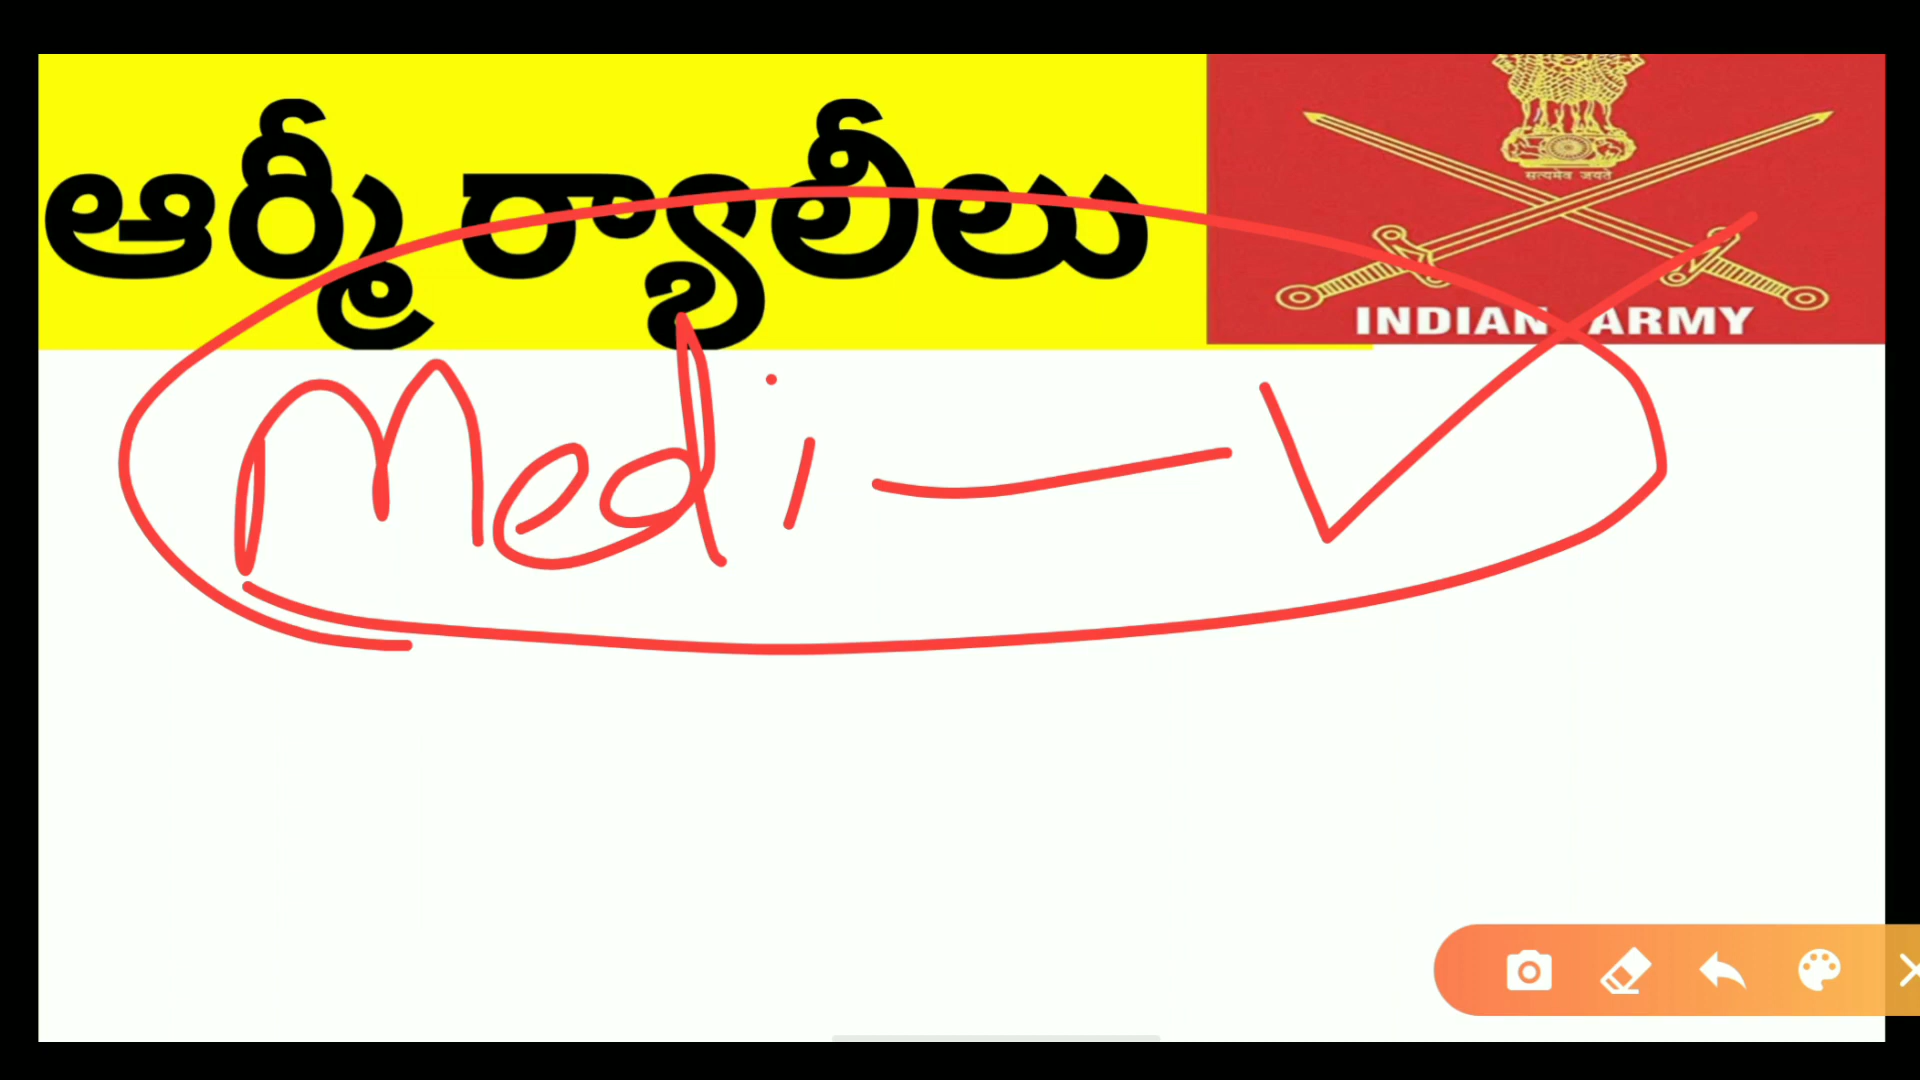 ఆర్మీ ర్యాలీలు
सत्यमेव जयते
INDIAN ARMY
Medi — ✓